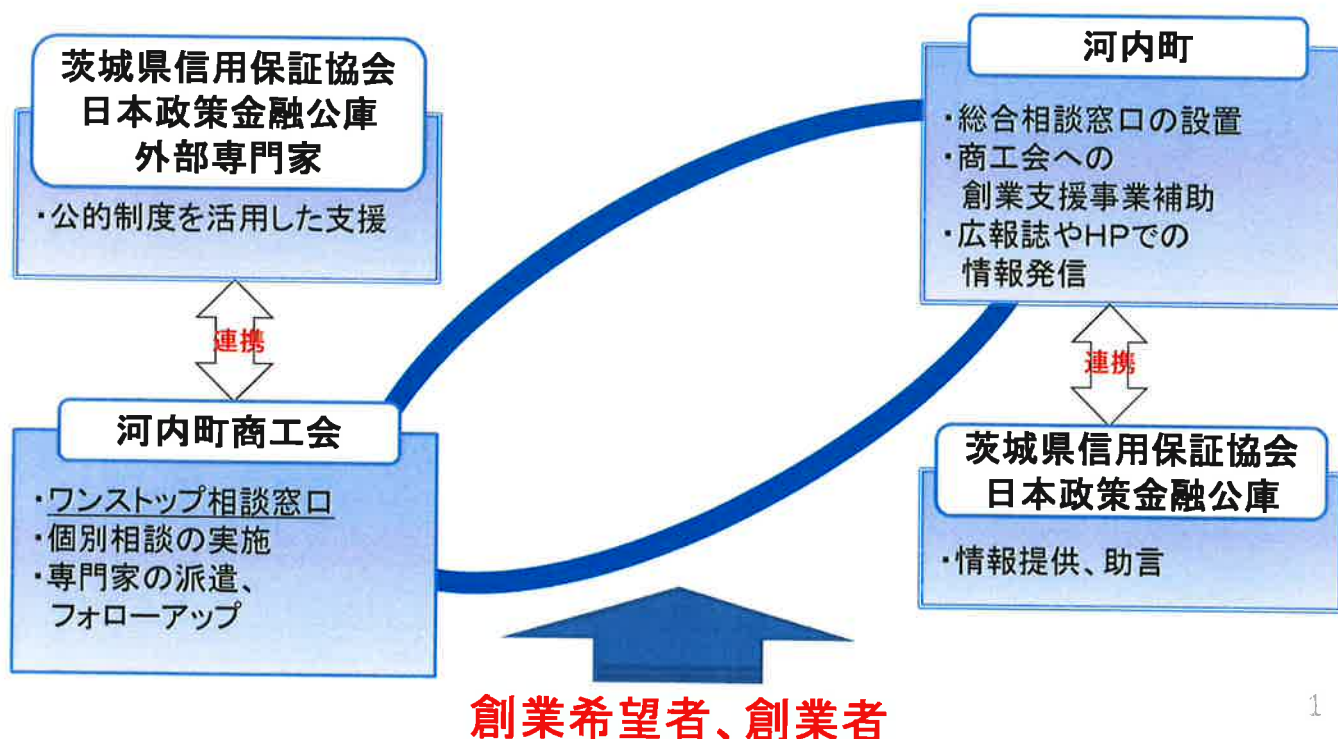 茨城県信用保証協会
日本政策金融公庫
外部専門家
・公的制度を活用した支援
連携
河内町商工会
・ワンストップ相談窓口
・個別相談の実施
・専門家の派遣、
フォローアップ
河内町
・総合相談窓口の設置
・商工会への
創業支援事業補助
・広報誌やHPでの
情報発信
連携
茨城県信用保証協会
日本政策金融公庫
・情報提供、助言
創業希望者、創業者
1